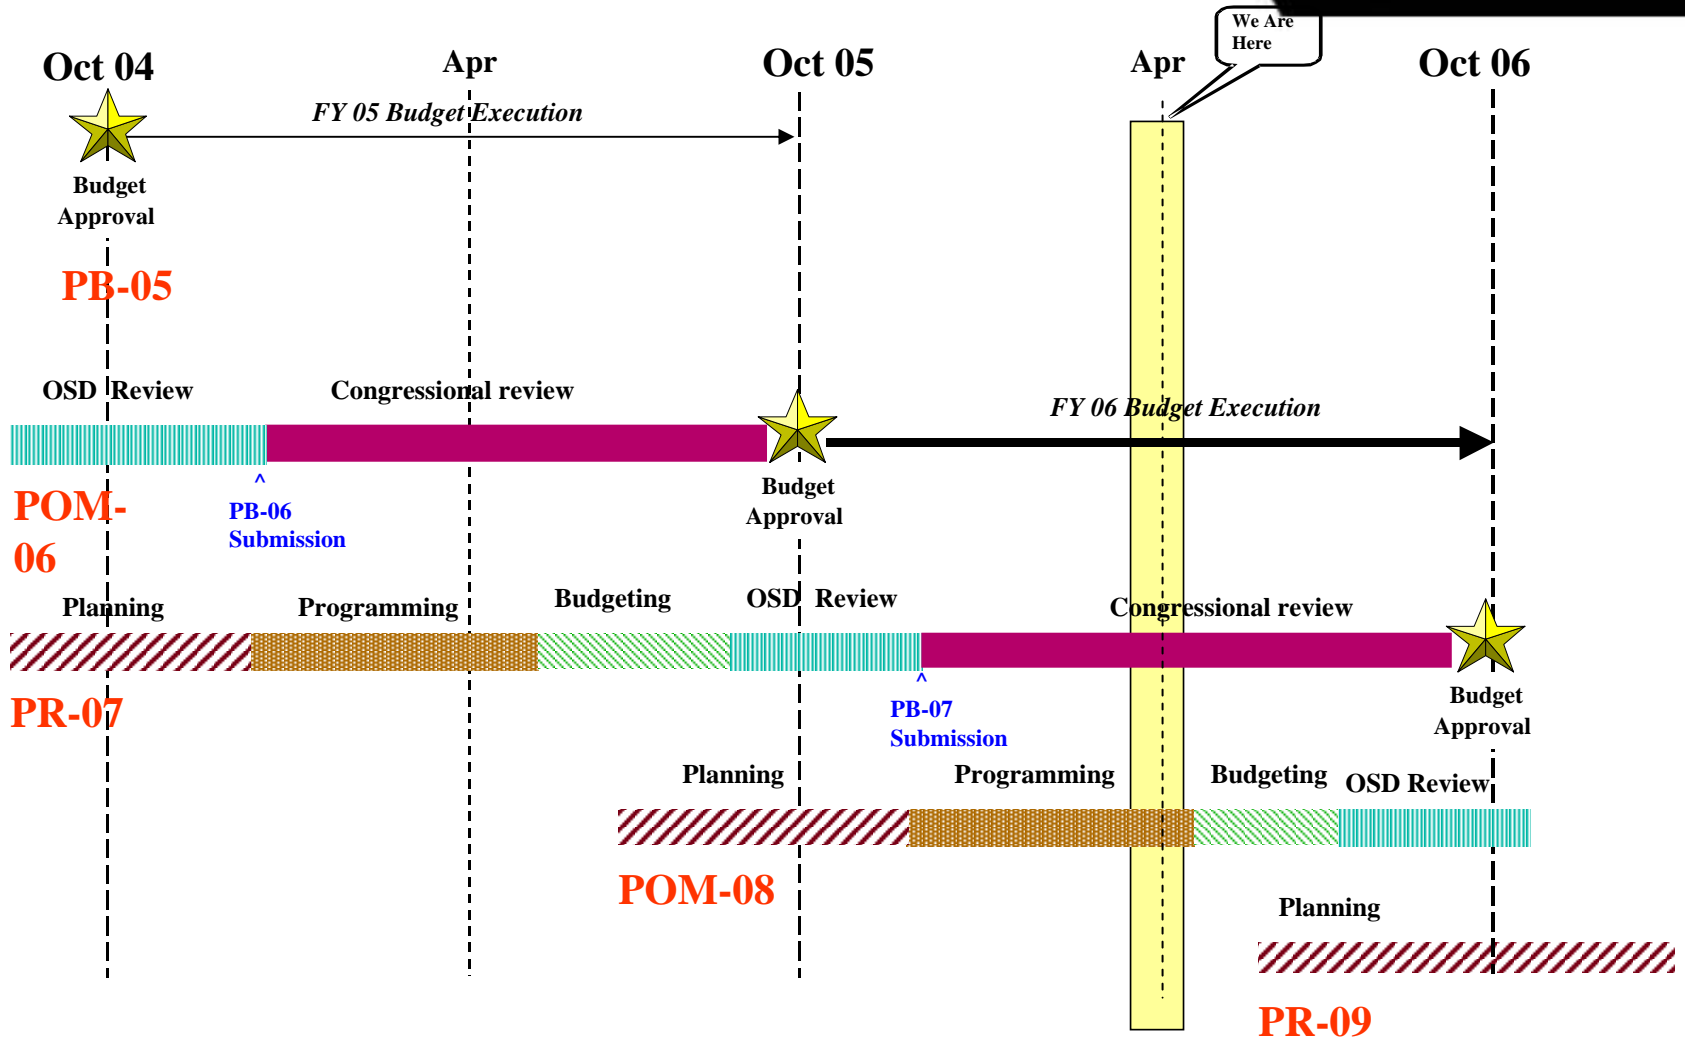 We Are
Here
Oct 04
Apr
Oct 05
Apr
Oct 06
FY 05 Budget Execution
Budget
Approval
PB-05
OSD Review
Congressional review
FY 06 Budget Execution
^
PB-06
Submission
POM-
06
Budget
Approval
Planning
Programming
Budgeting
OSD Review
Congressional review
PR-07
^
PB-07
Submission
Budget
Approval
Planning
Programming
Budgeting
OSD Review
POM-08
Planning
PR-09